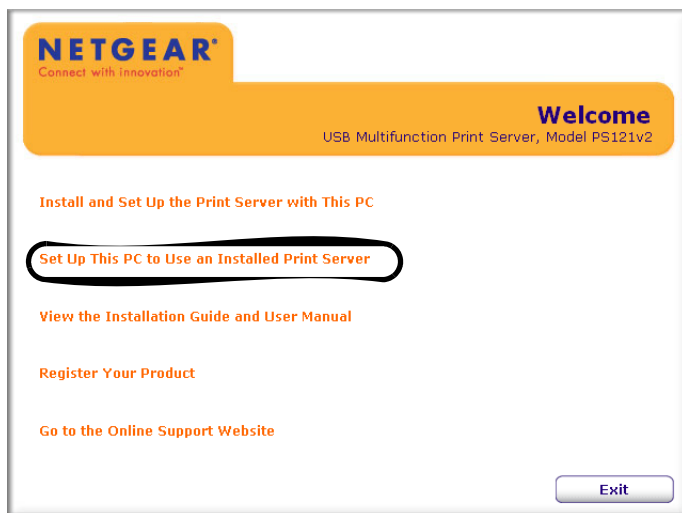 NETGEAR®
Connect with innovation™
Welcome
USB Multifunction Print Server, Model PS121v2
Install and Set Up the Print Server with This PC
Set Up This PC to Use an Installed Print Server
View the Installation Guide and User Manual
Register Your Product
Go to the Online Support Website
Exit